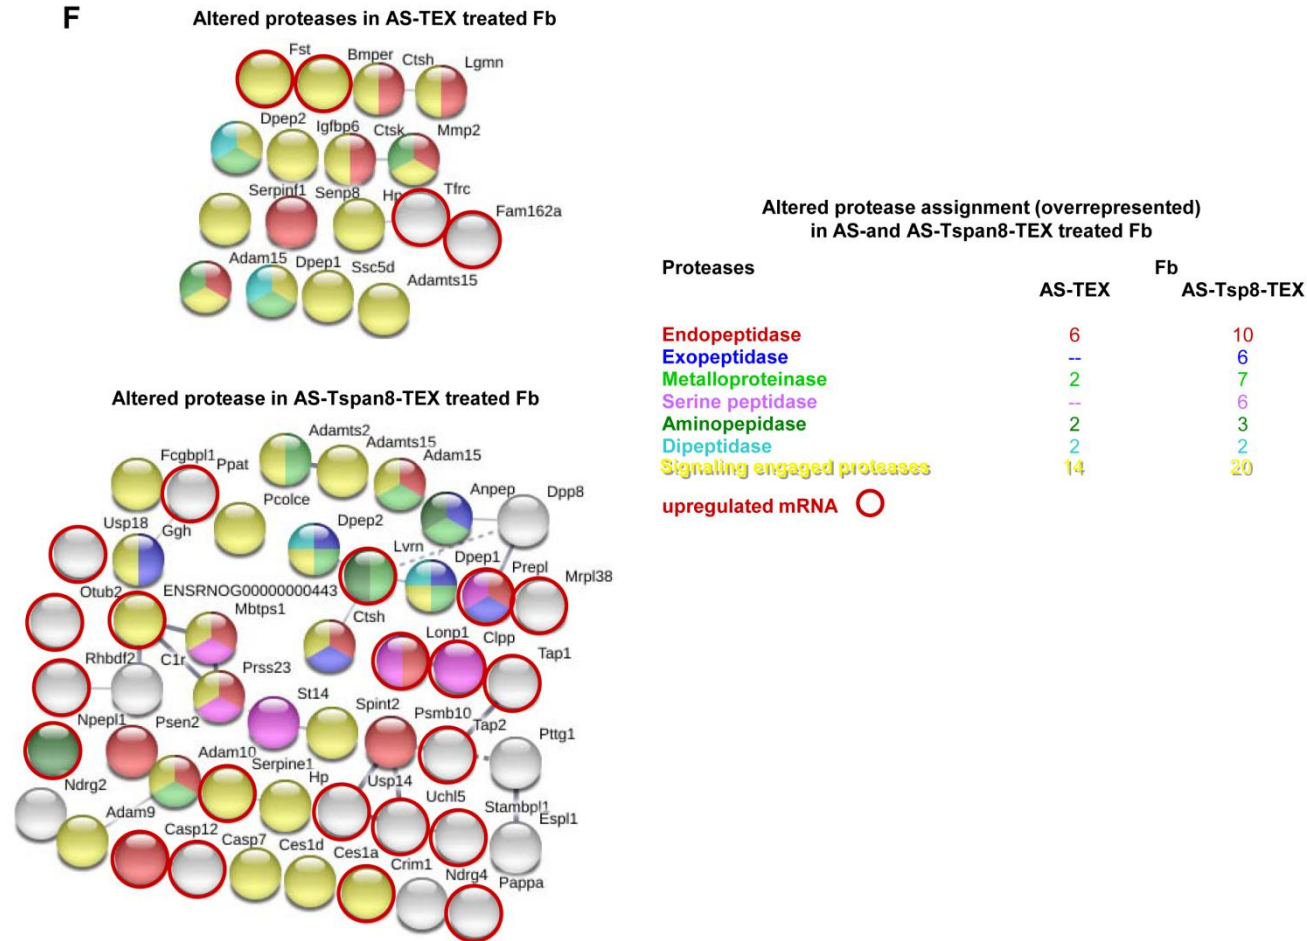 F
Altered proteases in AS-TEX treated Fb
Fst
Bmper
Ctsh
Lgmn
Dpep2
Igfbp6
Ctsk
Mmp2
Serpinf1
Senp8
Hp
Tfrc
Fam162a
Adam15
Dpep1
Ssc5d
Adamts15
Altered protease in AS-Tspan8-TEX treated Fb
Adamts2
Adamts15
Adam15
Fcgbpl1
Ppat
Pcolce
Anpep
Dpp8
Usp18
Ggh
Dpep2
Lvrn
Dpep1
Prepl
Mrpl38
Otub2
ENSRNOG00000000443
Mbtps1
Ctsh
Rhbdf2
C1r
Prss23
Lonp1
Clpp
Tap1
Npepl1
Psen2
St14
Spint2
Psmb10
Tap2
Pttg1
Ndrg2
Adam10
Serpine1
Hp
Usp14
Uchl5
Stambpl1
Espl1
Adam9
Casp12
Casp7
Ces1d
Ces1a
Crim1
Ndrg4
Pappa
Altered protease assignment (overrepresented)
in AS-and AS-Tspan8-TEX treated Fb
Proteases Fb
AS-TEX AS-Tsp8-TEX
Endopeptidase 6 10
Exopeptidase -- 6
Metalloproteinase 2 7
Serine peptidase -- 6
Aminopepidase 2 3
Dipeptidase 2 2
Signaling engaged proteases 14 20
upregulated mRNA